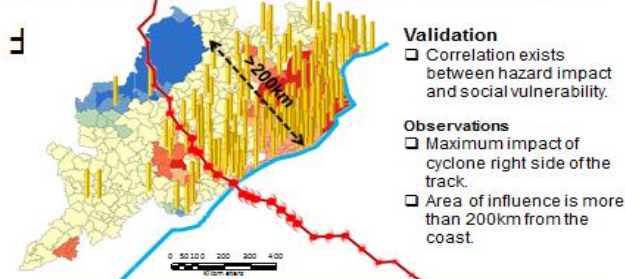 Validation
>200km
❑ Correlation exists
between hazard impact
and social vulnerability.
Observations
❑ Maximum impact of
cyclone right side of the
track.
❑ Area of influence is more
than 200km from the
coast.
0 50 100 200 300 400
Kilometers